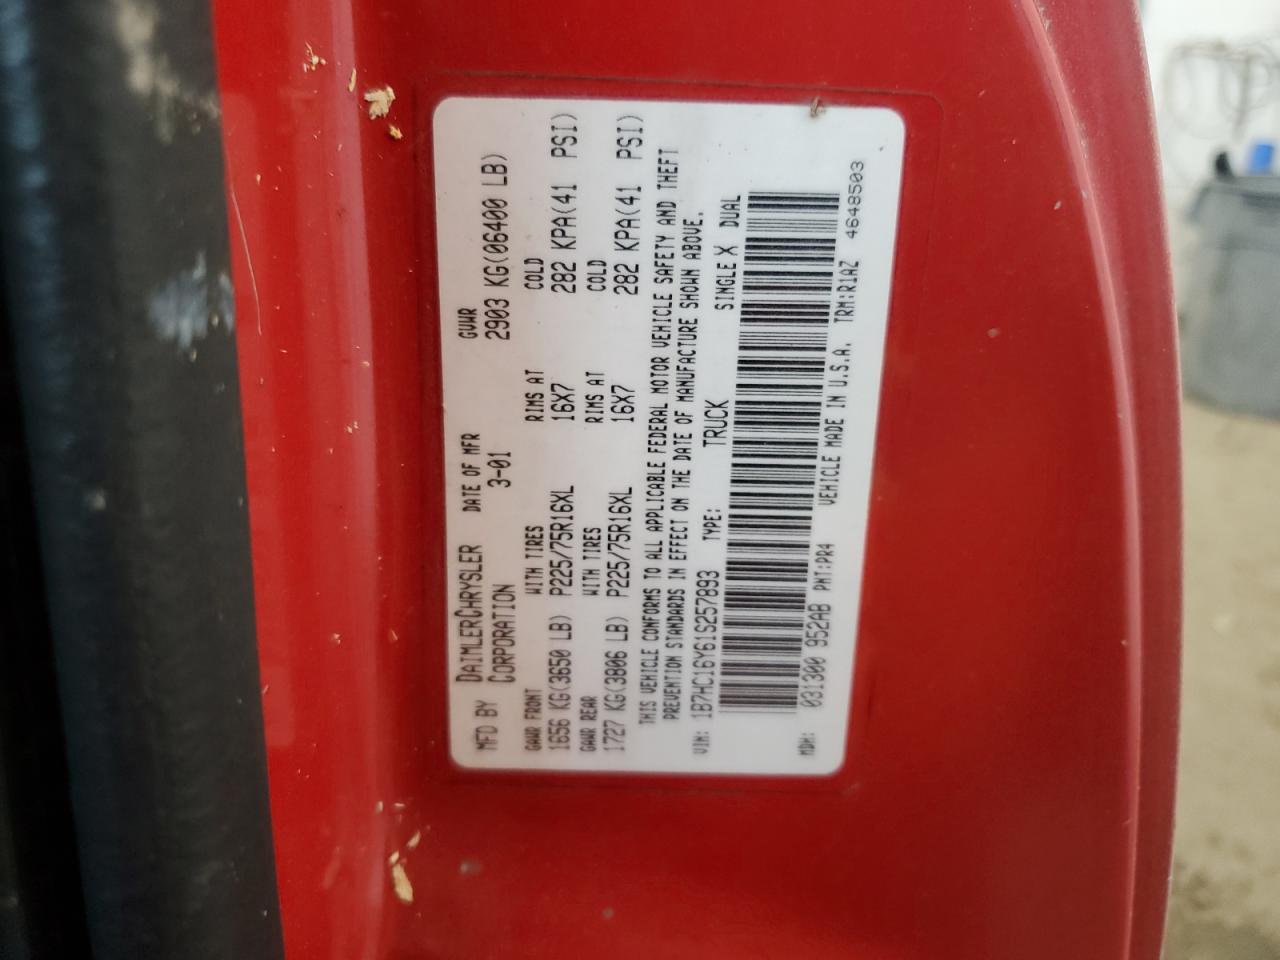 MFD BY DAIMLERCHRYSLER DATE OF MFR GVWR
CORPORATION 3-01 2903 KG(06400 LB)
GAWR FRONT WITH TIRES RIMS AT COLD
1656 KG(3650 LB) P225/75R16XL 16X7 282 KPA(41 PSI)
GAWR REAR WITH TIRES RIMS AT COLD
1727 KG(3806 LB) P225/75R16XL 16X7 282 KPA(41 PSI)
THIS VEHICLE CONFORMS TO ALL APPLICABLE FEDERAL MOTOR VEHICLE SAFETY AND THEFT
PREVENTION STANDARDS IN EFFECT ON THE DATE OF MANUFACTURE SHOWN ABOVE.
VIN: 1B7HC16Y61S257893 TYPE: TRUCK SINGLE X DUAL
MDH: 031300 952AB PNT:PR4 VEHICLE MADE IN U.S.A. TRM:R1AZ 4648503